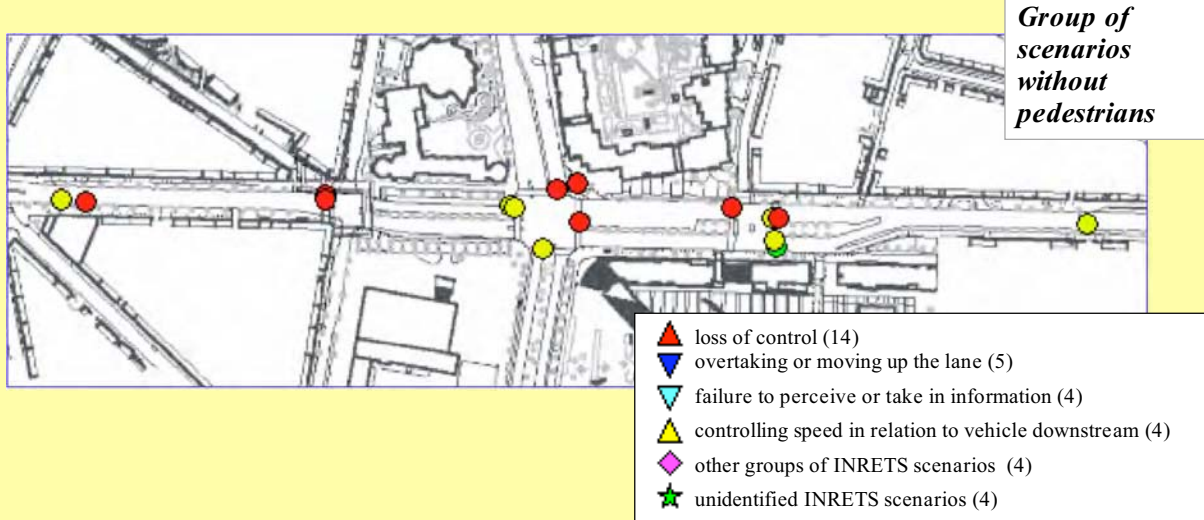 Group of
scenarios
without
pedestrians
loss of control (14)
overtaking or moving up the lane (5)
failure to perceive or take in information (4)
controlling speed in relation to vehicle downstream (4)
other groups of INRETS scenarios (4)
unidentified INRETS scenarios (4)